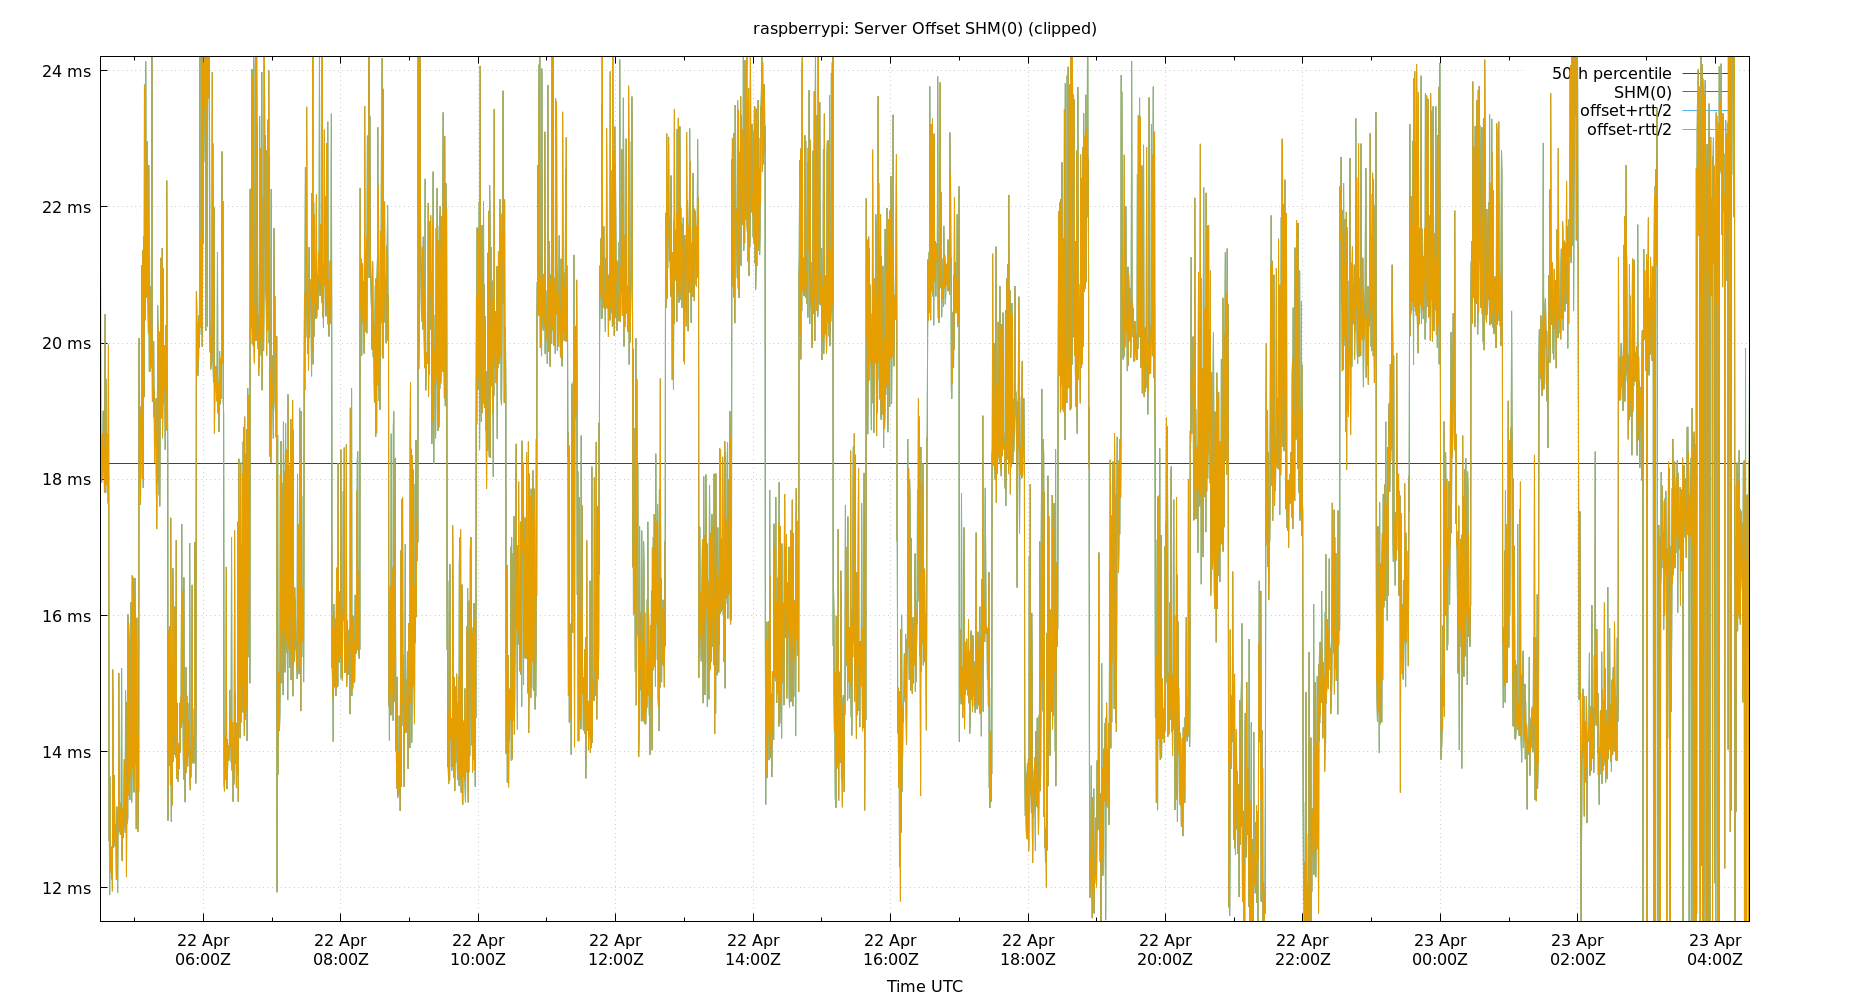 raspberrypi: Server Offset SHM(0) (clipped)
24 ms
22 ms
20 ms
18 ms
16 ms
14 ms
12 ms
50th percentile
SHM(0)
offset+rtt/2
offset-rtt/2
22 Apr
06:00Z
22 Apr
08:00Z
22 Apr
10:00Z
22 Apr
12:00Z
22 Apr
14:00Z
22 Apr
16:00Z
22 Apr
18:00Z
22 Apr
20:00Z
22 Apr
22:00Z
23 Apr
00:00Z
23 Apr
02:00Z
23 Apr
04:00Z
Time UTC